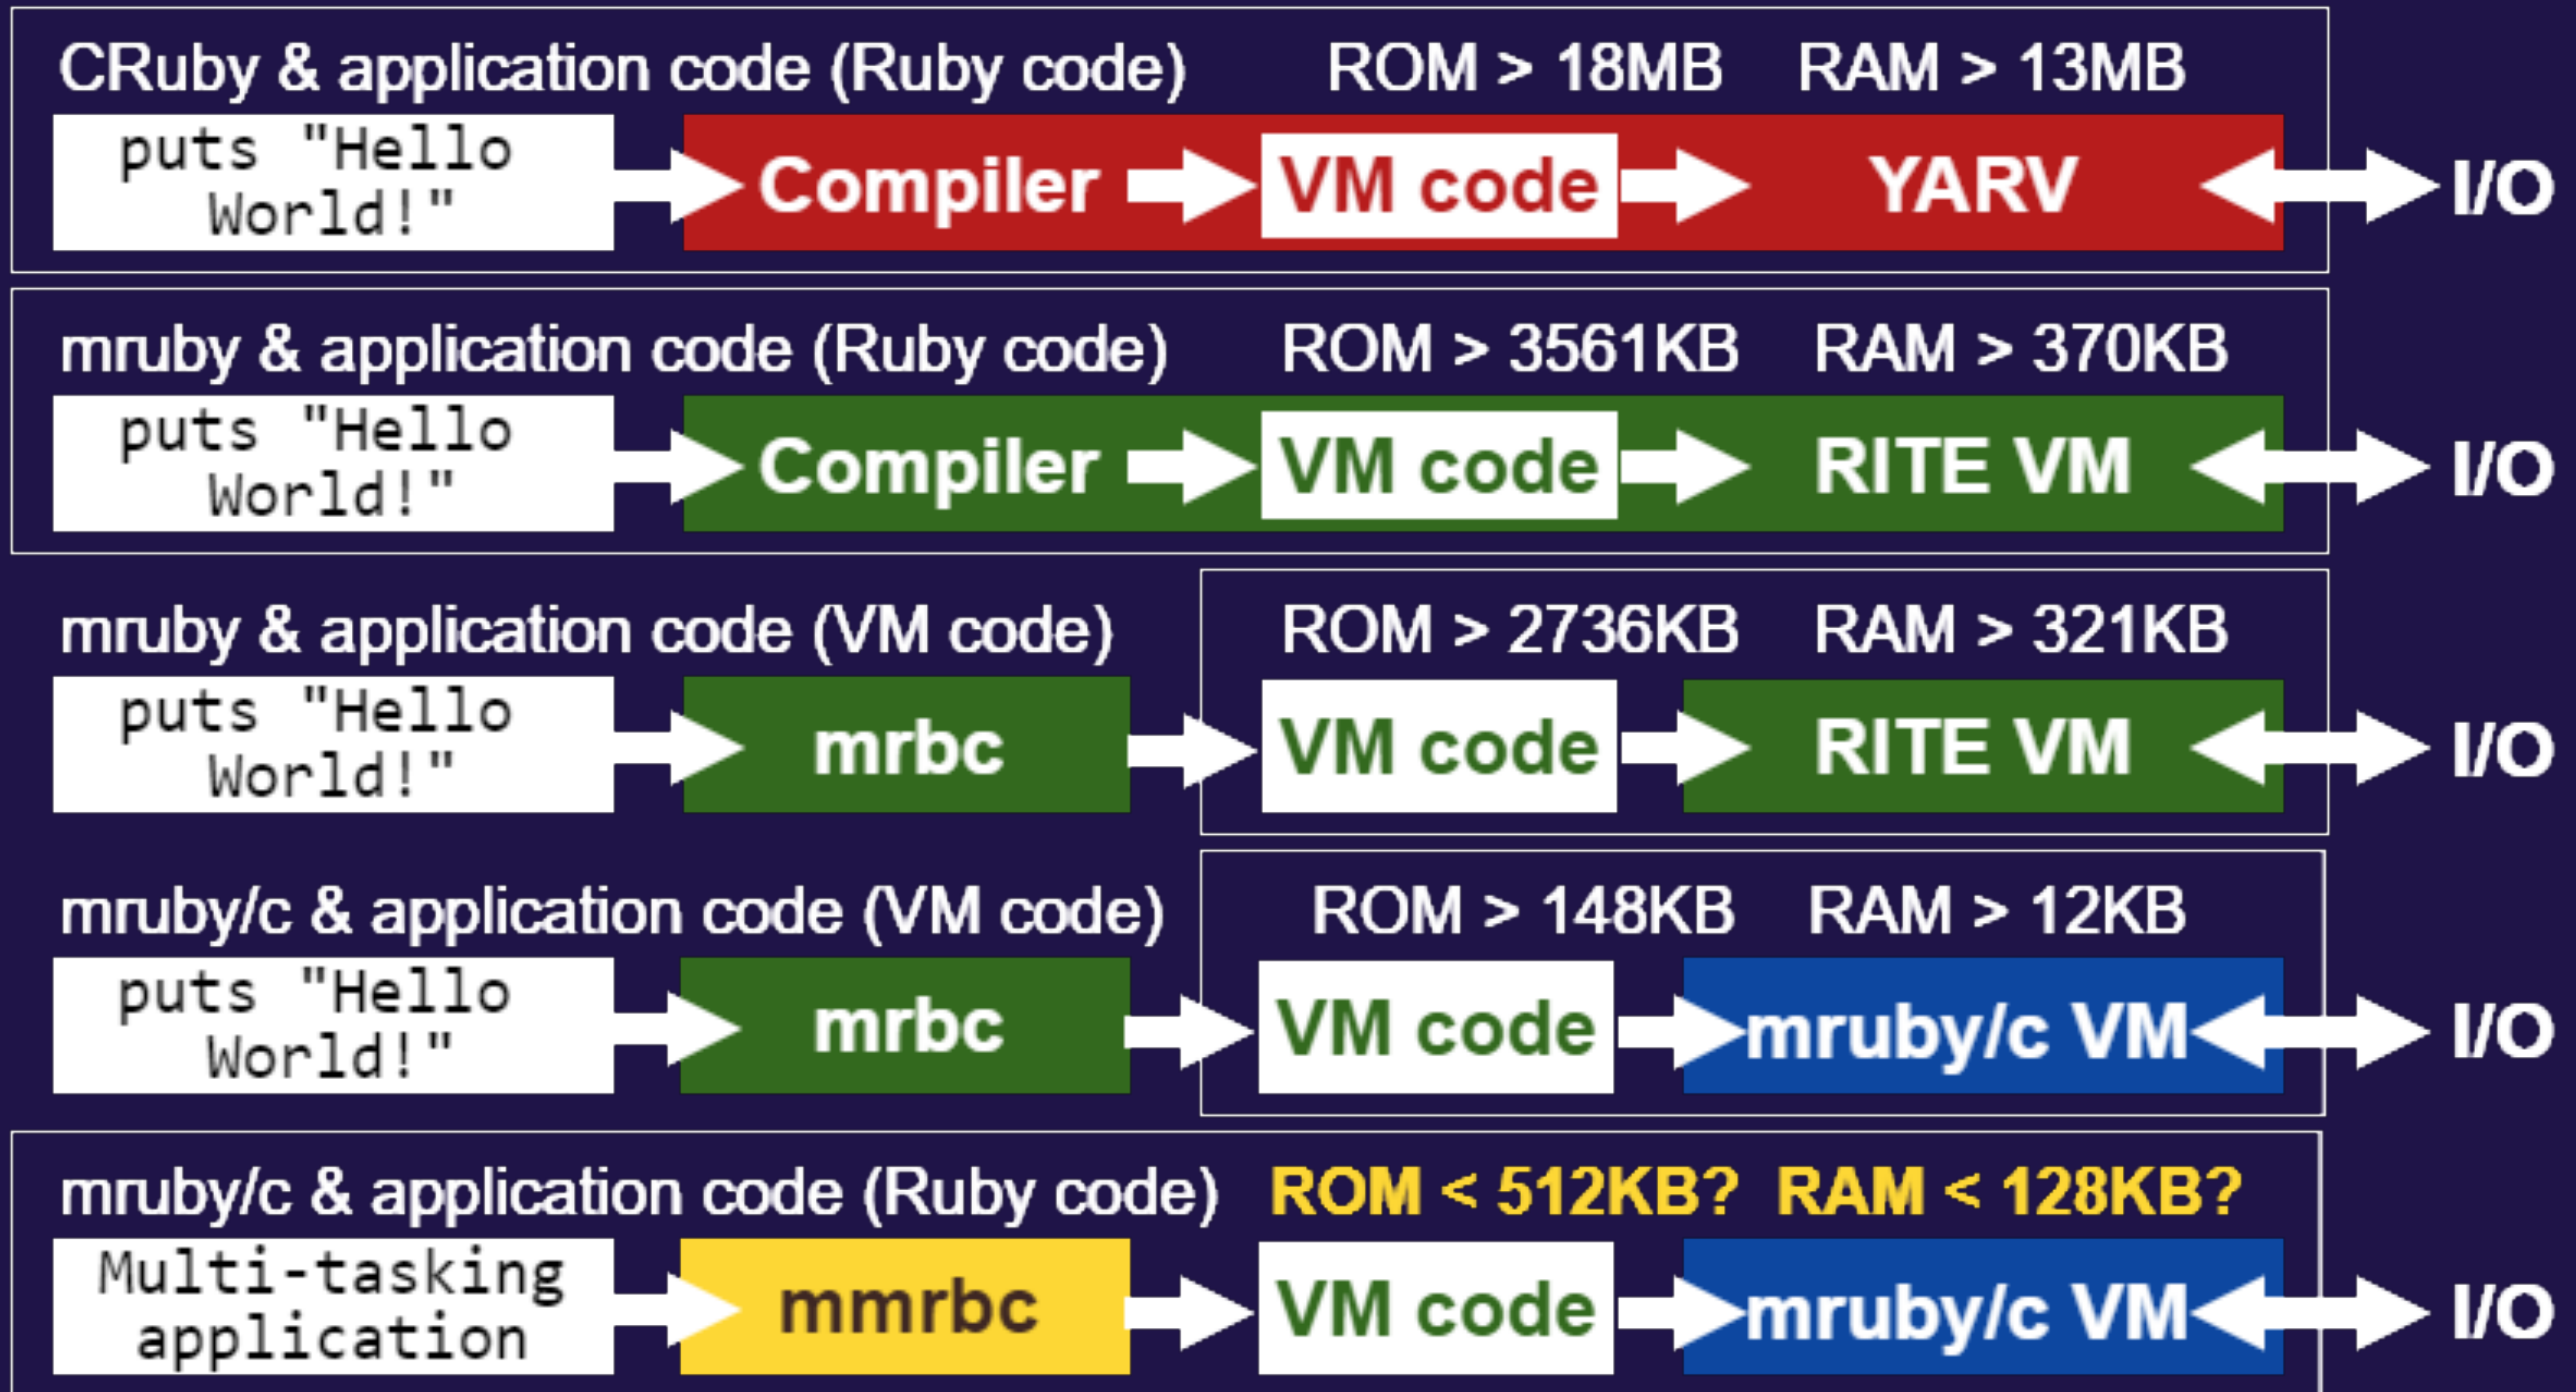 CRuby & application code (Ruby code) ROM > 18MB RAM > 13MB
puts "Hello
World!"
Compiler VM code YARV I/O
mruby & application code (Ruby code) ROM > 3561KB RAM > 370KB
puts "Hello
World!"
Compiler VM code RITE VM I/O
mruby & application code (VM code) ROM > 2736KB RAM > 321KB
puts "Hello
World!"
mrbc VM code RITE VM I/O
mruby/c & application code (VM code) ROM > 148KB RAM > 12KB
puts "Hello
World!"
mrbc VM code mruby/c VM I/O
mruby/c & application code (Ruby code) ROM < 512KB? RAM < 128KB?
Multi-tasking
application
mmrbc VM code mruby/c VM I/O